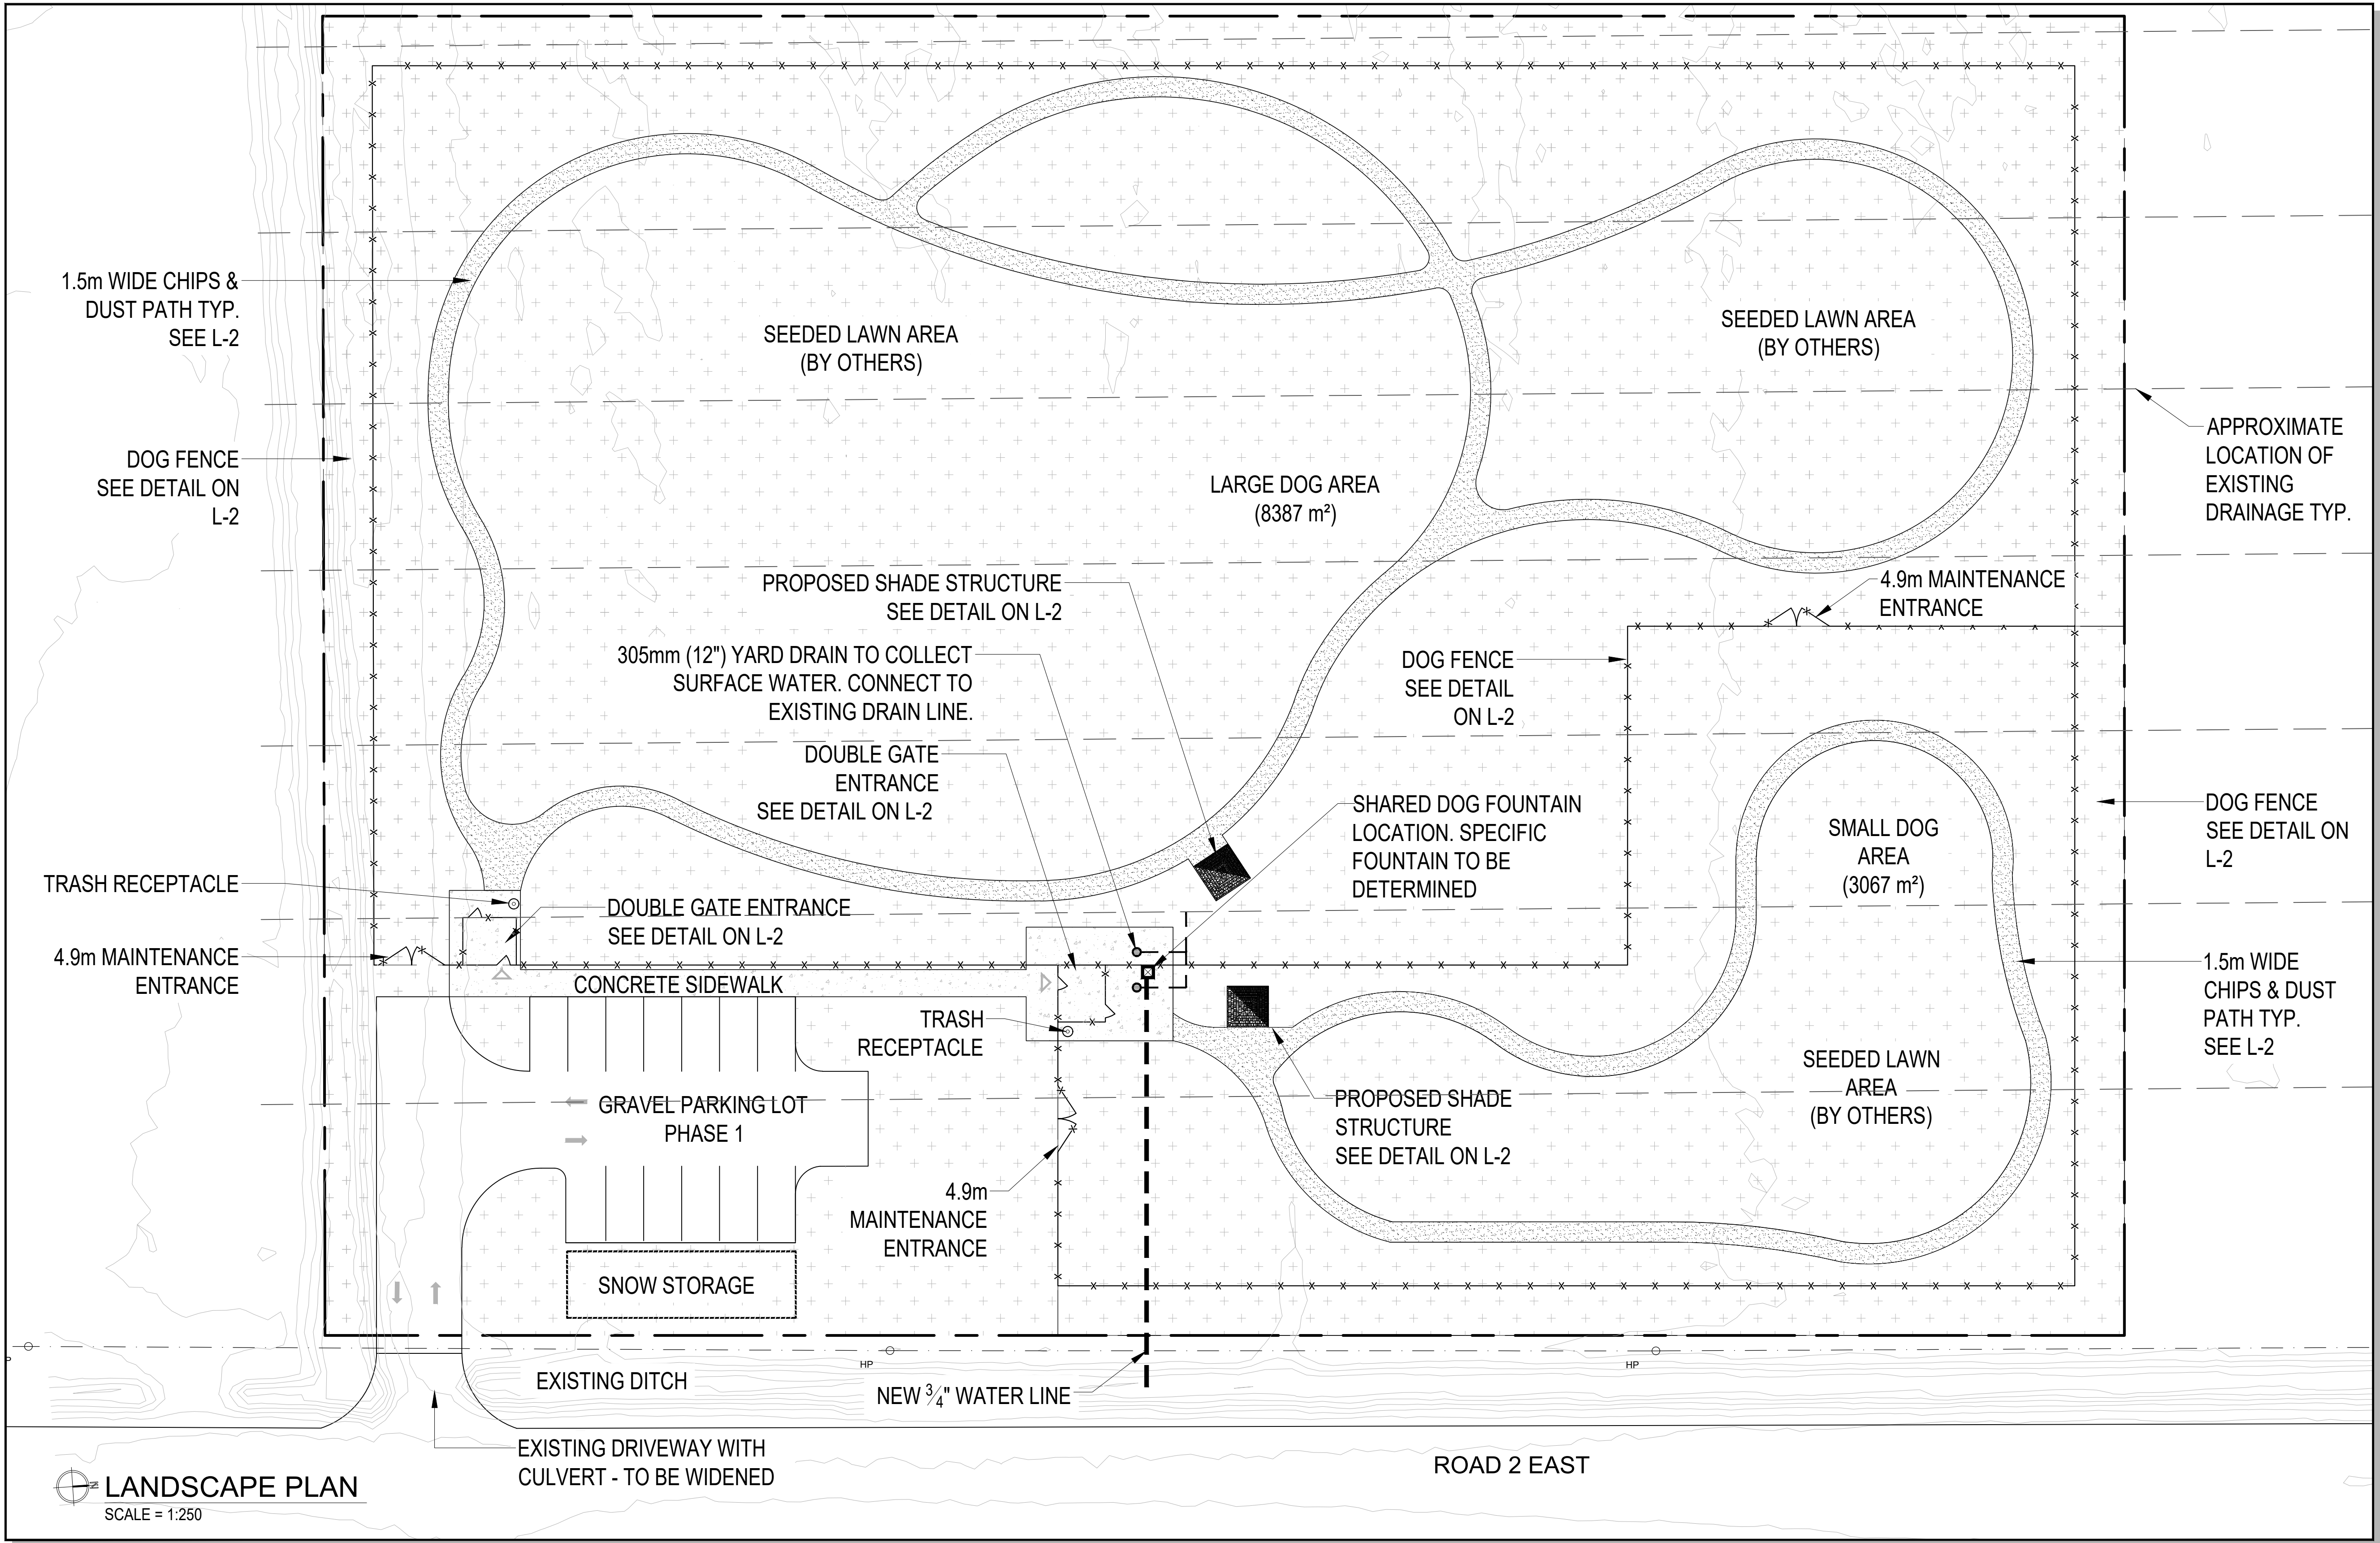 1.5m WIDE CHIPS &
DUST PATH TYP.
SEE L-2
SEEDED LAWN AREA
(BY OTHERS)
SEEDED LAWN AREA
(BY OTHERS)
DOG FENCE
SEE DETAIL ON
L-2
LARGE DOG AREA
(8387 m²)
APPROXIMATE
LOCATION OF
EXISTING
DRAINAGE TYP.
PROPOSED SHADE STRUCTURE
SEE DETAIL ON L-2
4.9m MAINTENANCE
ENTRANCE
305mm (12") YARD DRAIN TO COLLECT
SURFACE WATER. CONNECT TO
EXISTING DRAIN LINE.
DOG FENCE
SEE DETAIL
ON L-2
DOUBLE GATE
ENTRANCE
SEE DETAIL ON L-2
SHARED DOG FOUNTAIN
LOCATION. SPECIFIC
FOUNTAIN TO BE
DETERMINED
SMALL DOG
AREA
(3067 m²)
DOG FENCE
SEE DETAIL ON
L-2
TRASH RECEPTACLE
DOUBLE GATE ENTRANCE
SEE DETAIL ON L-2
4.9m MAINTENANCE
ENTRANCE
CONCRETE SIDEWALK
1.5m WIDE
CHIPS & DUST
PATH TYP.
SEE L-2
TRASH
RECEPTACLE
SEEDED LAWN
AREA
(BY OTHERS)
GRAVEL PARKING LOT
PHASE 1
PROPOSED SHADE
STRUCTURE
SEE DETAIL ON L-2
4.9m
MAINTENANCE
ENTRANCE
SNOW STORAGE
P
HP
HP
EXISTING DITCH
NEW 3/4" WATER LINE
EXISTING DRIVEWAY WITH
CULVERT - TO BE WIDENED
ROAD 2 EAST
N
LANDSCAPE PLAN
SCALE = 1:250